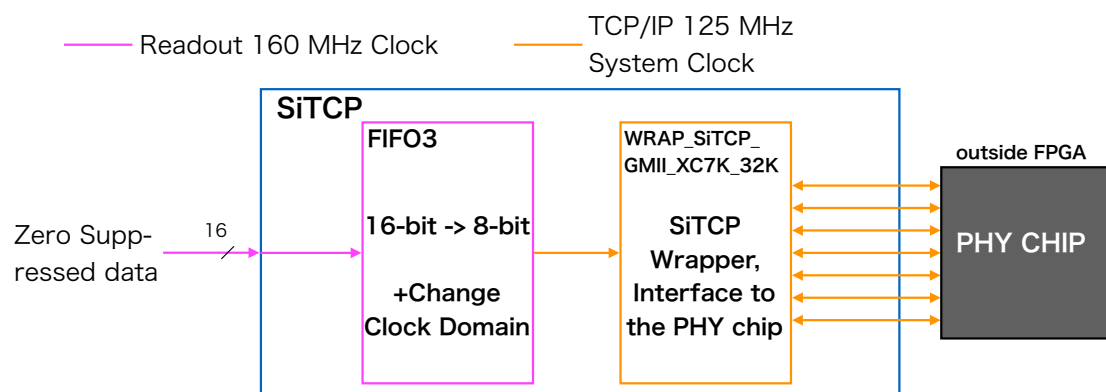 Readout 160 MHz Clock
TCP/IP 125 MHz
System Clock
SiTCP
FIFO3
16-bit -> 8-bit
+Change
Clock Domain
WRAP_SiTCP_
GMII_XC7K_32K
SiTCP
Wrapper,
Interface to
the PHY chip
outside FPGA
PHY CHIP
Zero Supp-
ressed data
16